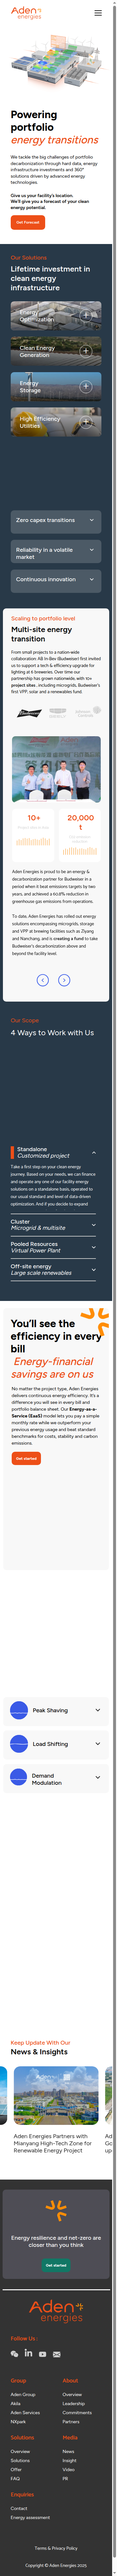 Aden
energies
Powering
portfolio
energy transitions
We tackle the big challenges of portfolio
decarbonization through tailored, clean energy
infrastructure investments and 360°
solutions driven by advanced energy
technologies.
Give us your facility's location.
We'll give you a forecast of your clean
energy potential.
Get Forecast
Our Solutions
Lifetime investment in
clean energy
infrastructure
Energy
Optimization
Clean Energy
Generation
Energy
Storage
High Efficiency
Utilities
Zero capex transitions
Reliability in a volatile
market
Continuous Innovation
Scaling to portfolio level
Multi-site energy
transition
From small projects to a nation-wide
collaboration AB In Bev (Budweiser) first invited
us to support with a factory efficiency upgrade for
lighting at 6 breweries. Over time our
partnership has grown nationwide, with 10+
project sites , including microgrids, Budweiser's
first VPP, solar and a renewables fund.
10+
20,000
t
Aden Energies is proud to be an energy &
decarbonization partner to Budweiser, in a project
where which it beat emissions targets by ten
years, and achieved a 60.8% reduction in
greenhouse gas emissions from operations.
To date, Aden Energies has rolled out energy
solutions encompassing microgrids, storage
and VPP at brewing facilities such as Ziyang
and Nanchang, and is creating a fund to take
Budweiser's decarbonization above and
beyond the facility level.
Our Scope
4 Ways to Work with Us
Standalone
Customized project
Take a first step on your clean energy
journey. Based on your needs, we can finance
and operate any one of our facility energy
solutions on a standalone basis, operated to
our usual standard and level of data-driven
optimization. And if you decide to expand
Cluster
Microgrid & multisite
Pooled Resources
Virtual Power Plant
Off-site energy
Large scale renewables
You'll see the
efficiency in every
bill
Energy-financial
savings are on us
No matter the project type, Aden Energies
delivers continuous energy efficiency. It's a
difference you will see in every bill and
portfolio balance sheet. Our Energy-as-a-
Service (EaaS) model lets you pay a simple
monthly rate while we outperform your
previous energy usage and local standard
benchmarks for costs, reliability and carbon
emissions.
Get started
Peak Shaving
Load Shifting
Demand
Modulation
Keep Update With Our
News & Insights
Aden Energies Partners with
Mianyang High-Tech Zone for
Renewable Energy Project
Energy resilience and net-zero are
closer than you think
Get started
Aden
energies
Follow Us :
Group
About
Aden Group
Overview
Akila
Leadership
Aden Services
Commitments
NXpark
Partners
Solutions
Media
Overview
News
Solutions
Insight
Offer
Video
FAQ
PR
Enquiries
Contact
Energy assessment
Terms & Privacy Policy
Copyright © Aden Energies 2025